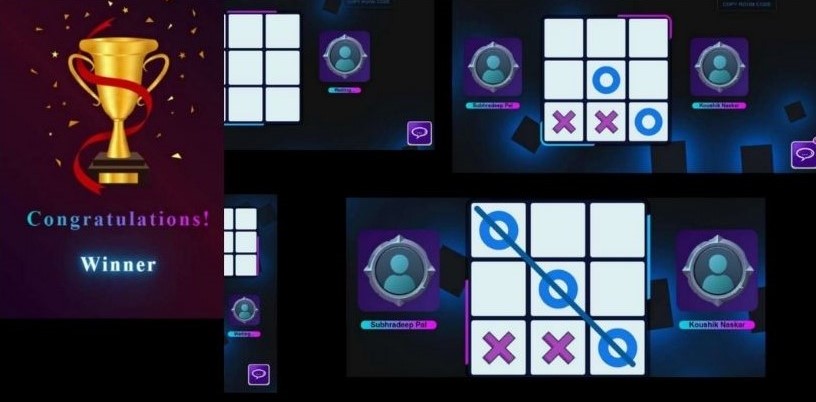 COPY ROOM CODE
COPY ROOM CODE
Waiting
Subhradeep Pal
Koushik Naskar
Congratulations!
Winner
Waiting
Subhradeep Pal
Koushik Naskar